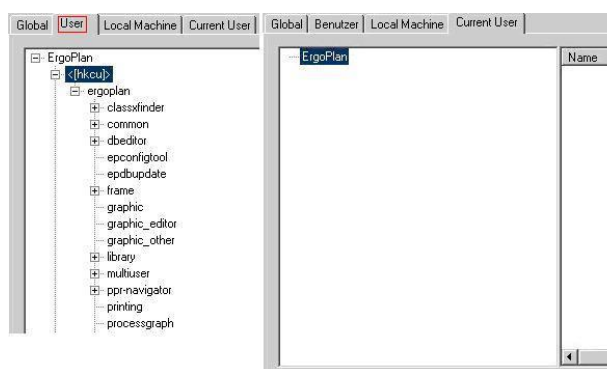 Global User Local Machine Current User
ErgoPlan
<[hkcu]>
ergoplan
classxfinder
common
dbeditor
epconfigtool
epdbupdate
frame
graphic
graphic_editor
graphic_other
library
multiuser
ppr-navigator
printing
processgraph
Global Benutzer Local Machine Current User
ErgoPlan
Name